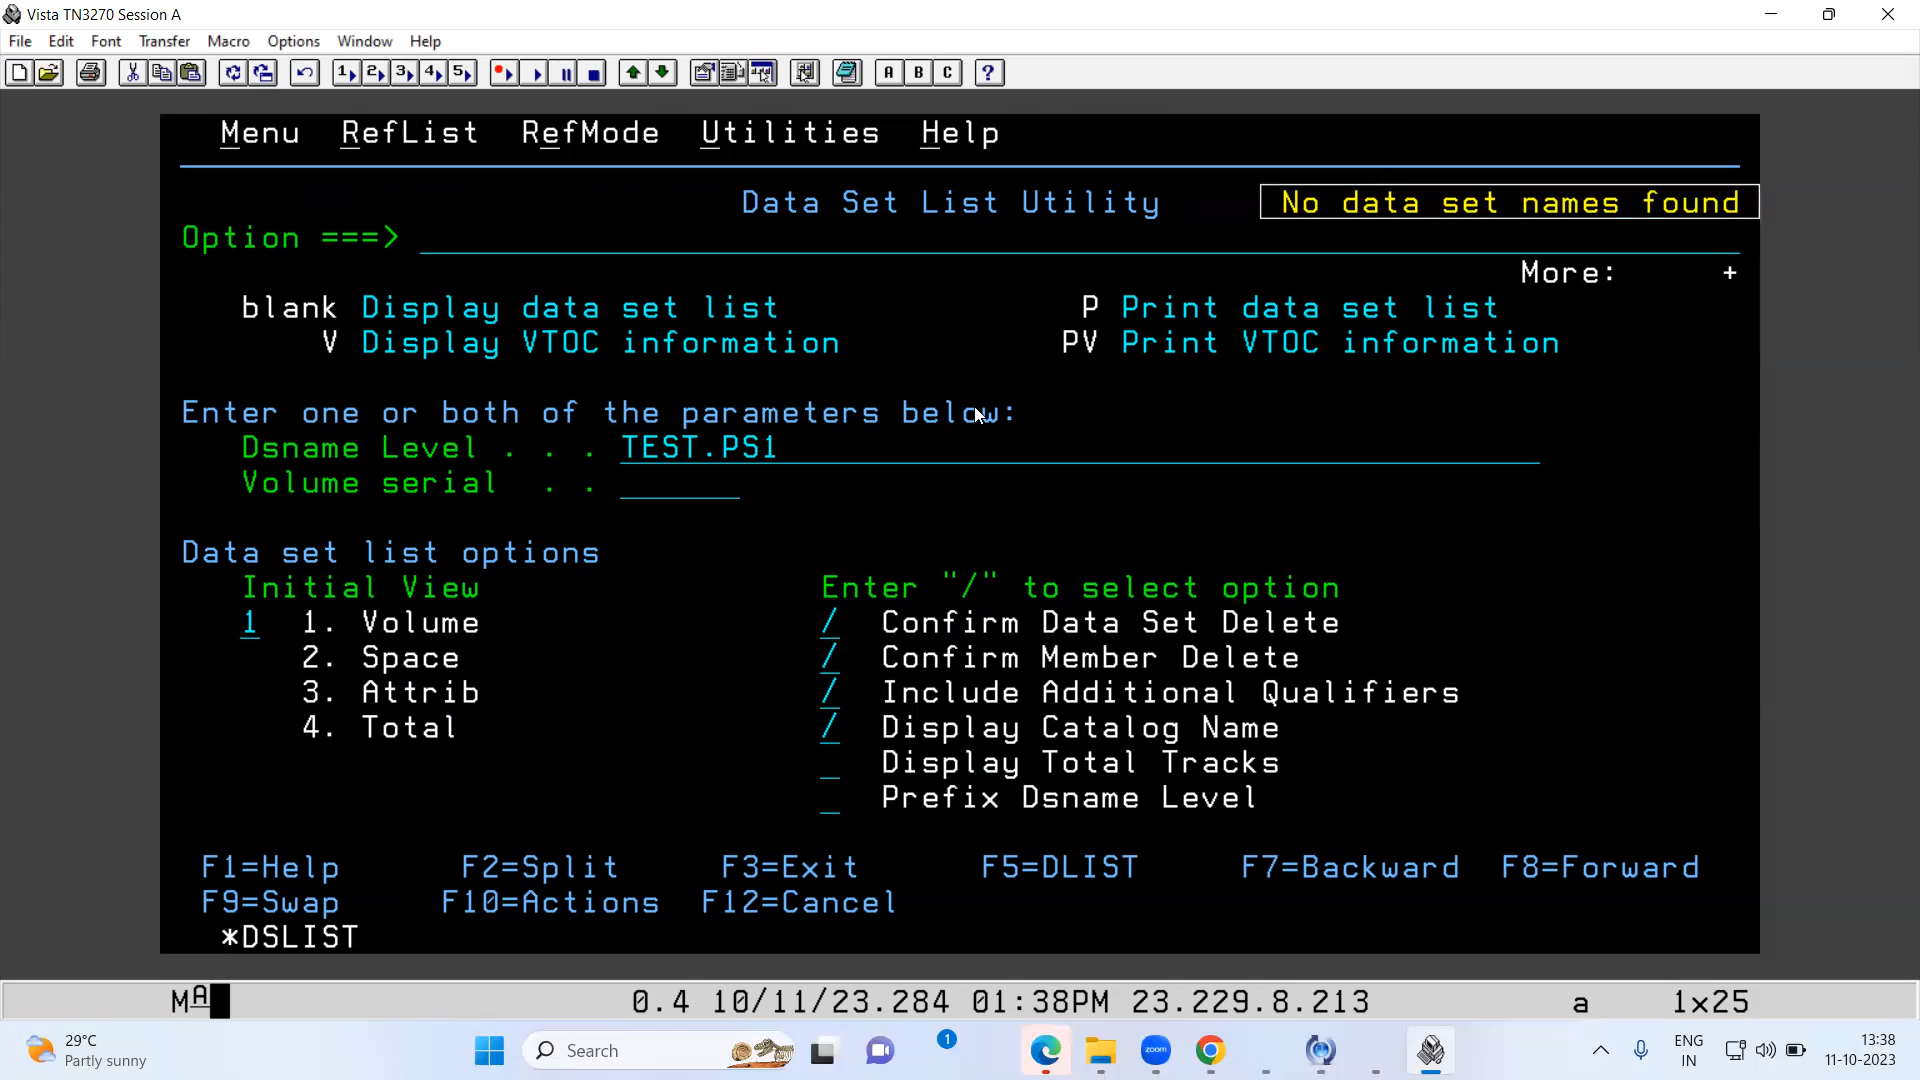 Vista TN3270 Session A
File Edit Font Transfer Macro Options Window Help
1 2 3 4 5 A B C ?
Menu RefList RefMode Utilities Help
Data Set List Utility No data set names found
Option ===>
More: +
blank Display data set list P Print data set list
V Display VTOC information PV Print VTOC information
Enter one or both of the parameters below:
Dsname Level . . . TEST.PS1
Volume serial . .
Data set list options
Initial View Enter "/" to select option
1 1. Volume / Confirm Data Set Delete
2. Space / Confirm Member Delete
3. Attrib / Include Additional Qualifiers
4. Total / Display Catalog Name
_ Display Total Tracks
_ Prefix Dsname Level
F1=Help F2=Split F3=Exit F5=DLIST F7=Backward F8=Forward
F9=Swap F10=Actions F12=Cancel
*DSLIST
MA 0.4 10/11/23.284 01:38PM 23.229.8.213 a 1x25
29°C
Partly sunny
Search
1
zoom
ENG
IN
13:38
11-10-2023